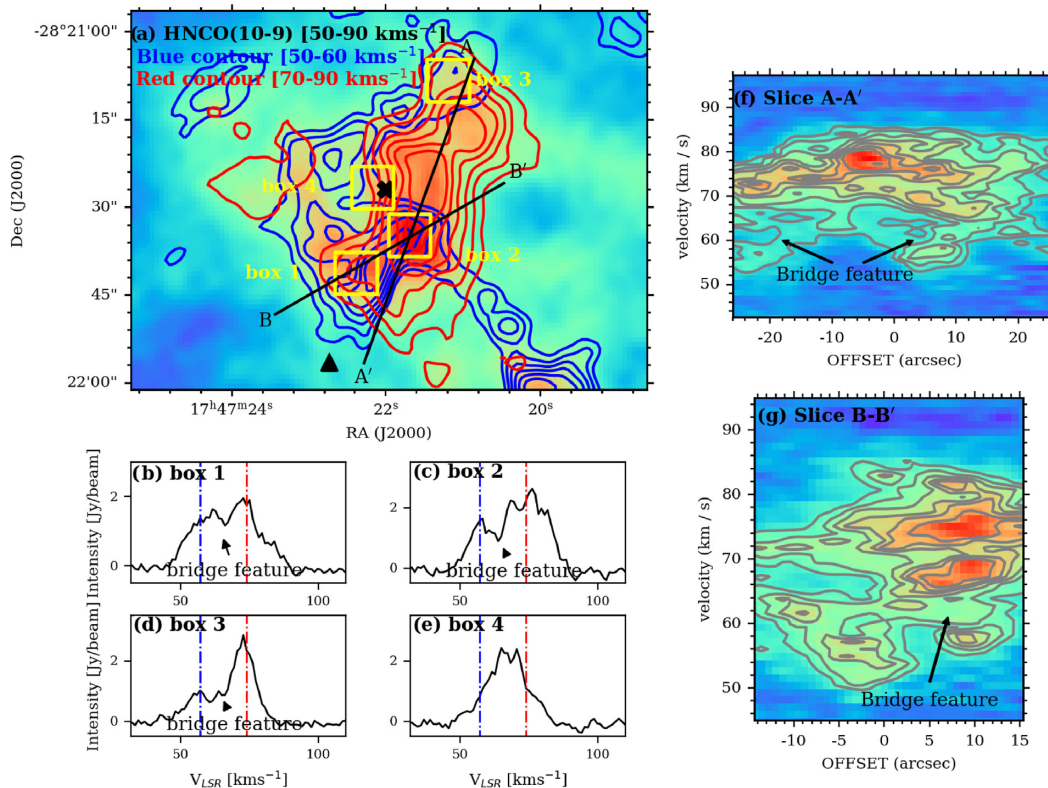 (a) HNCO(10-9) [50-90 kms⁻¹]
Blue contour [50-60 kms⁻¹]
Red contour [70-90 kms⁻¹]
A
box 3
B′
box 4
box 2
box 1
B
A′
-28°21'00"
15"
30"
45"
22'00"
Dec (J2000)
17ʰ47ᵐ24ˢ
22ˢ
20ˢ
RA (J2000)
(b) box 1
bridge feature
2
0
50
100
Intensity [Jy/beam]
(c) box 2
bridge feature
2
0
50
100
(d) box 3
bridge feature
2
0
50
100
Intensity [Jy/beam]
V_LSR [kms⁻¹]
(e) box 4
2
0
50
100
V_LSR [kms⁻¹]
(f) Slice A-A′
Bridge feature
90
80
70
60
50
velocity (km / s)
-20
-10
0
10
20
OFFSET (arcsec)
(g) Slice B-B′
Bridge feature
90
80
70
60
50
velocity (km / s)
-10
-5
0
5
10
15
OFFSET (arcsec)